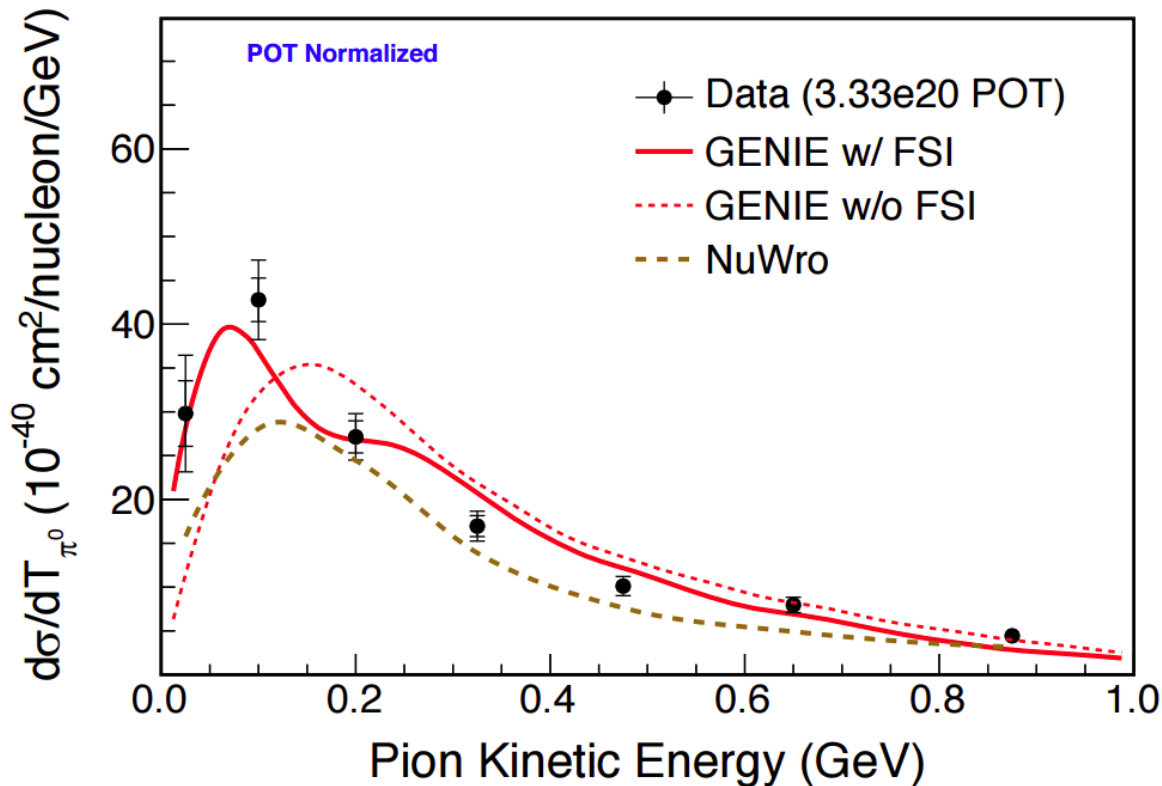 POT Normalized
Data (3.33e20 POT)
GENIE w/ FSI
GENIE w/o FSI
NuWro
dσ/dT_π⁰ (10⁻⁴⁰ cm²/nucleon/GeV)
60
40
20
0.0 0.2 0.4 0.6 0.8 1.0
Pion Kinetic Energy (GeV)